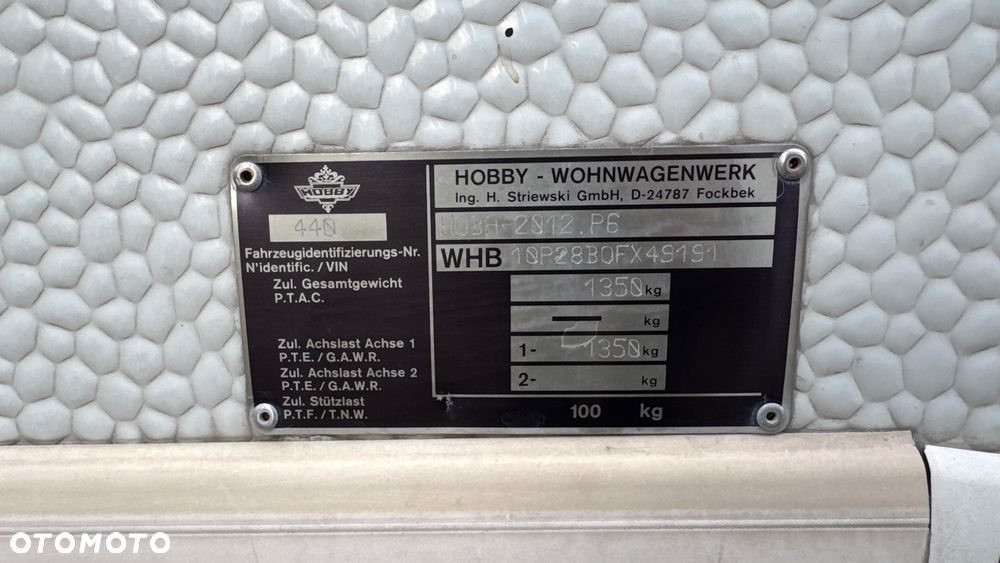 HOBBY
440
HOBBY - WOHNWAGENWERK
Ing. H. Striewski GmbH, D-24787 Fockbek
2012.P6
Fahrzeugidentifizierungs-Nr.
N'identific. / VIN
WHB 10P28BOFX49191
Zul. Gesamtgewicht
P.T.A.C.
1350 kg
— kg
Zul. Achslast Achse 1
P.T.E. / G.A.W.R.
1- 1350 kg
Zul. Achslast Achse 2
P.T.E. / G.A.W.R.
2- kg
Zul. Stützlast
P.T.F. / T.N.W.
100 kg
OTOMOTO